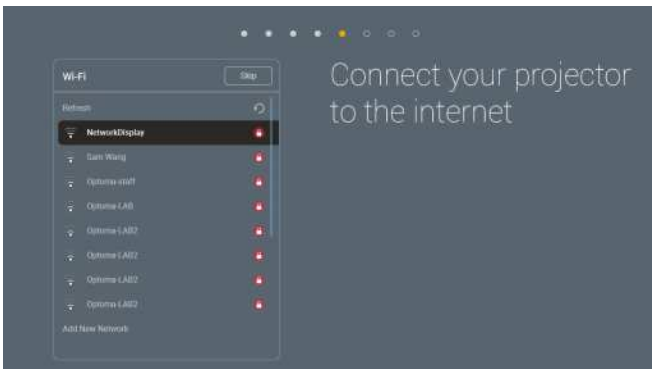 Wi-Fi
Skip
Connect your projector
to the internet
Refresh
NetworkDisplay
Sam Wang
Optoma-staff
Optoma-LAB
Optoma-LAB2
Optoma-LAB2
Optoma-LAB2
Optoma-LAB2
Add New Network